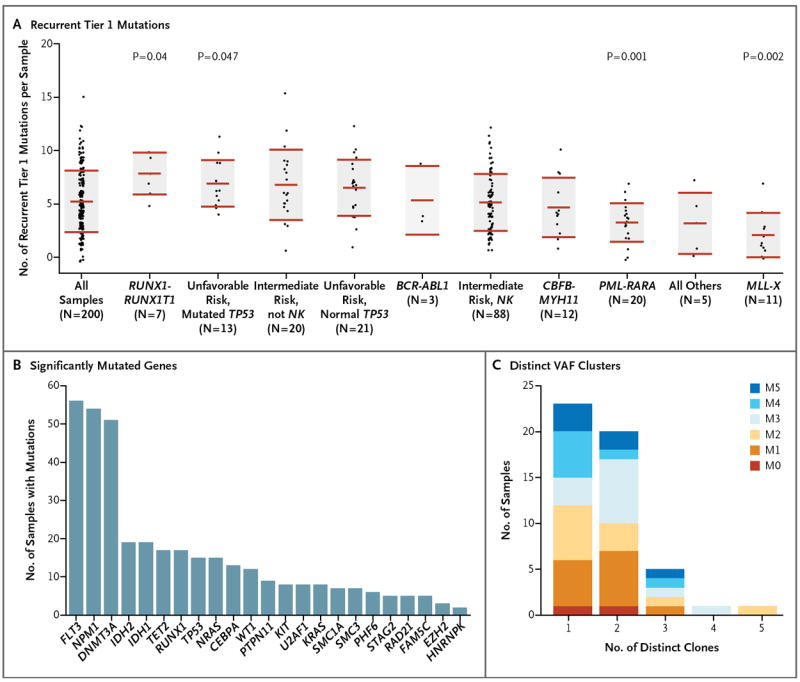 A Recurrent Tier 1 Mutations
No. of Recurrent Tier 1 Mutations per Sample
20
15
10
5
0
P=0.04
P=0.047
P=0.001
P=0.002
All
Samples
(N=200)
RUNX1-
RUNX1T1
(N=7)
Unfavorable
Risk,
Mutated TP53
(N=13)
Intermediate
Risk,
not NK
(N=20)
Unfavorable
Risk,
Normal TP53
(N=21)
BCR-ABL1
(N=3)
Intermediate
Risk, NK
(N=88)
CBFB-
MYH11
(N=12)
PML-RARA
(N=20)
All Others
(N=5)
MLL-X
(N=11)
B Significantly Mutated Genes
No. of Samples with Mutations
60
50
40
30
20
10
0
FLT3
NPM1
DNMT3A
IDH2
IDH1
TET2
RUNX1
TP53
NRAS
CEBPA
WT1
PTPN11
KIT
U2AF1
KRAS
SMC1A
SMC3
PHF6
STAG2
RAD21
FAM5C
EZH2
HNRNPK
C Distinct VAF Clusters
No. of Samples
25
20
15
10
5
0
M5
M4
M3
M2
M1
M0
1
2
3
4
5
No. of Distinct Clones